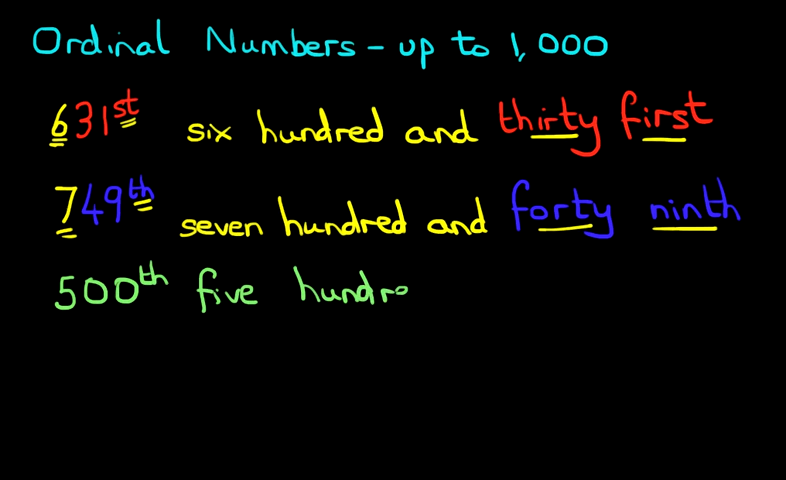 Ordinal Numbers - up to 1,000
631st six hundred and thirty first
749th seven hundred and forty ninth
500th five hundre